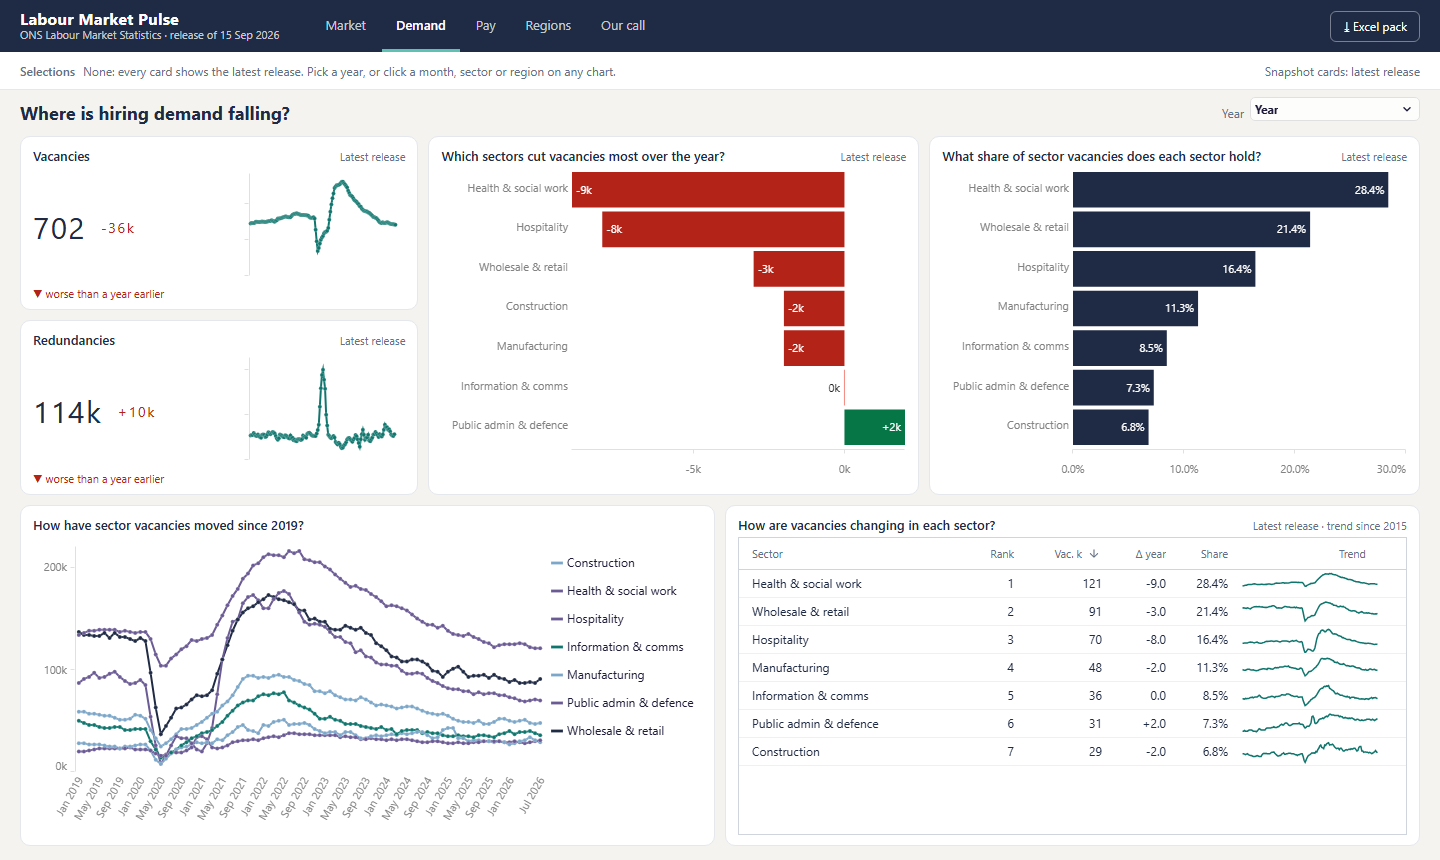 Labour Market Pulse
ONS Labour Market Statistics · release of 15 Sep 2026
Market
Demand
Pay
Regions
Our call
⤓ Excel pack
Selections None: every card shows the latest release. Pick a year, or click a month, sector or region on any chart.
Snapshot cards: latest release
Where is hiring demand falling?
Year
Year
Vacancies
Latest release
702 -36k
▼ worse than a year earlier
Redundancies
Latest release
114k +10k
▼ worse than a year earlier
Which sectors cut vacancies most over the year?
Latest release
Health & social work -9k
Hospitality -8k
Wholesale & retail -3k
Construction -2k
Manufacturing -2k
Information & comms 0k
Public admin & defence +2k
-5k 0k
What share of sector vacancies does each sector hold?
Latest release
Health & social work 28.4%
Wholesale & retail 21.4%
Hospitality 16.4%
Manufacturing 11.3%
Information & comms 8.5%
Public admin & defence 7.3%
Construction 6.8%
0.0% 10.0% 20.0% 30.0%
How have sector vacancies moved since 2019?
200k
100k
0k
Jan 2019 May 2019 Sep 2019 Jan 2020 May 2020 Sep 2020 Jan 2021 May 2021 Sep 2021 Jan 2022 May 2022 Sep 2022 Jan 2023 May 2023 Sep 2023 Jan 2024 May 2024 Sep 2024 Jan 2025 May 2025 Sep 2025 Jan 2026 Jul 2026
Construction
Health & social work
Hospitality
Information & comms
Manufacturing
Public admin & defence
Wholesale & retail
How are vacancies changing in each sector?
Latest release · trend since 2015
Sector Rank Vac. k ↓ Δ year Share Trend
Health & social work 1 121 -9.0 28.4%
Wholesale & retail 2 91 -3.0 21.4%
Hospitality 3 70 -8.0 16.4%
Manufacturing 4 48 -2.0 11.3%
Information & comms 5 36 0.0 8.5%
Public admin & defence 6 31 +2.0 7.3%
Construction 7 29 -2.0 6.8%